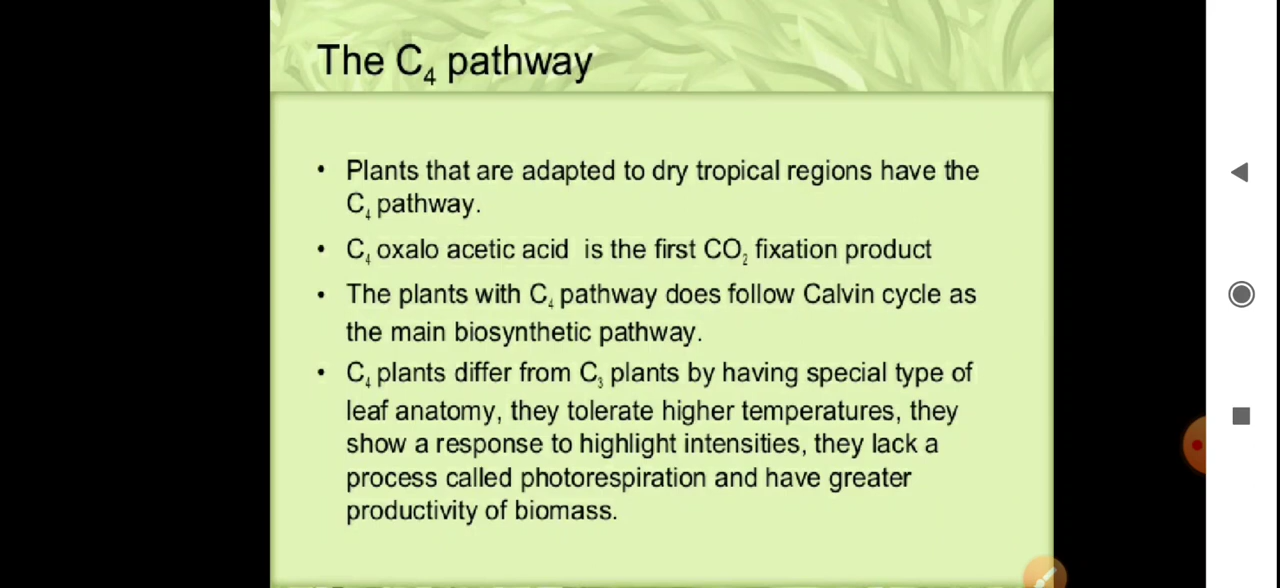 The C₄ pathway
• Plants that are adapted to dry tropical regions have the
C₄ pathway.
• C₄ oxalo acetic acid is the first CO₂ fixation product
• The plants with C₄ pathway does follow Calvin cycle as
the main biosynthetic pathway.
• C₄ plants differ from C₃ plants by having special type of
leaf anatomy, they tolerate higher temperatures, they
show a response to highlight intensities, they lack a
process called photorespiration and have greater
productivity of biomass.